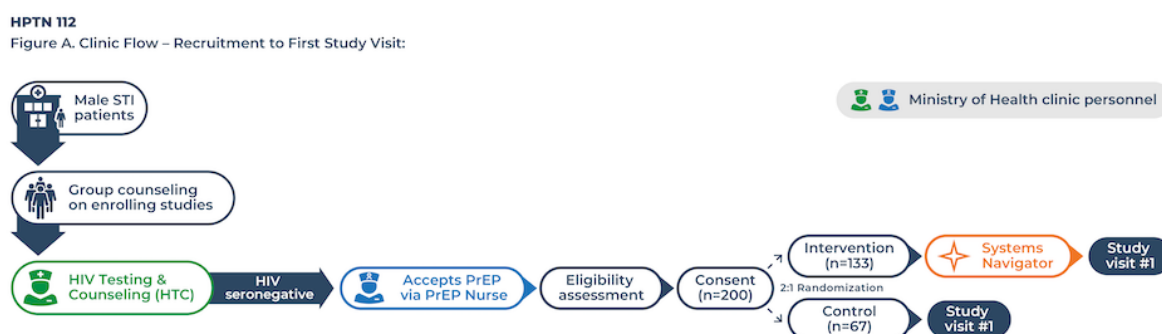 HPTN 112
Figure A. Clinic Flow – Recruitment to First Study Visit:
Male STI
patients
Ministry of Health clinic personnel
Group counseling
on enrolling studies
HIV Testing &
Counseling (HTC)
HIV
seronegative
Accepts PrEP
via PrEP Nurse
Eligibility
assessment
Consent
(n=200)
2:1 Randomization
Intervention
(n=133)
Systems
Navigator
Study
visit #1
Control
(n=67)
Study
visit #1